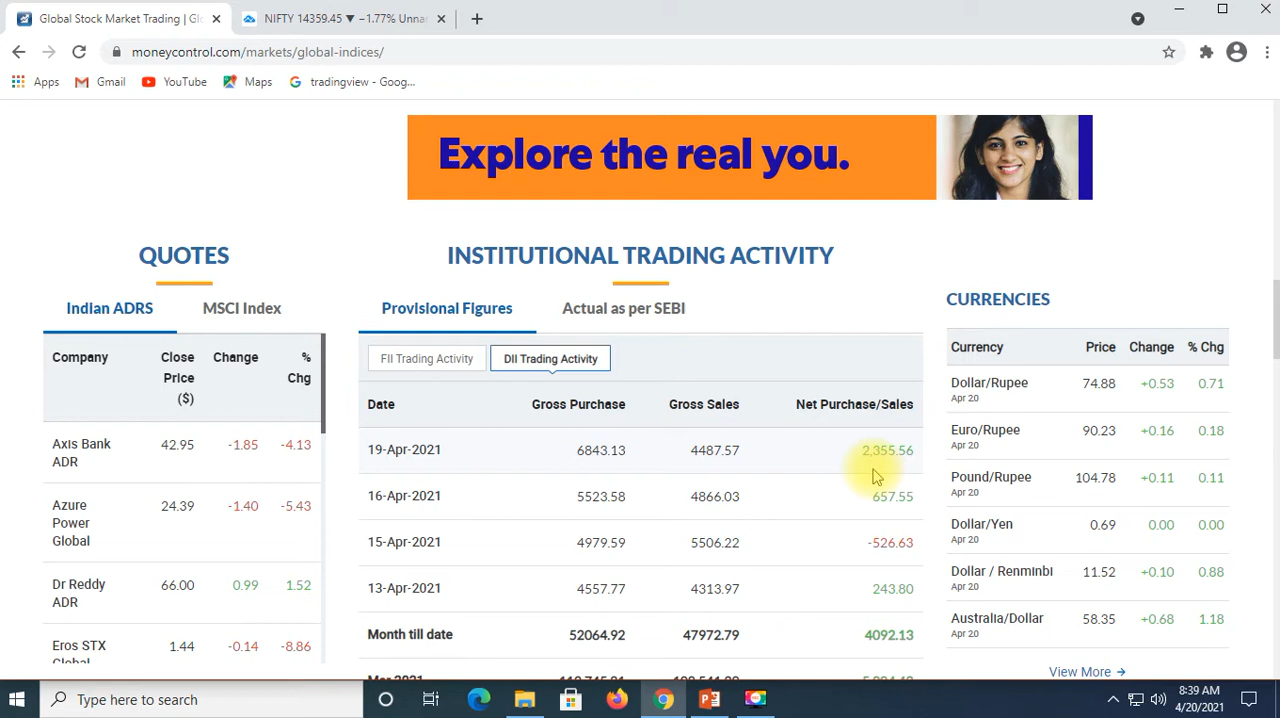 Global Stock Market Trading | Glo
NIFTY 14359.45 ▼ −1.77% Unnar
moneycontrol.com/markets/global-indices/
Apps Gmail YouTube Maps tradingview - Goog...
Explore the real you.
QUOTES
Indian ADRS MSCI Index
Company Close Price ($) Change % Chg
Axis Bank ADR 42.95 -1.85 -4.13
Azure Power Global 24.39 -1.40 -5.43
Dr Reddy ADR 66.00 0.99 1.52
Eros STX Global 1.44 -0.14 -8.86
INSTITUTIONAL TRADING ACTIVITY
Provisional Figures Actual as per SEBI
FII Trading Activity DII Trading Activity
Date Gross Purchase Gross Sales Net Purchase/Sales
19-Apr-2021 6843.13 4487.57 2,355.56
16-Apr-2021 5523.58 4866.03 657.55
15-Apr-2021 4979.59 5506.22 -526.63
13-Apr-2021 4557.77 4313.97 243.80
Month till date 52064.92 47972.79 4092.13
Mar 2021
CURRENCIES
Currency Price Change % Chg
Dollar/Rupee 74.88 +0.53 0.71
Apr 20
Euro/Rupee 90.23 +0.16 0.18
Apr 20
Pound/Rupee 104.78 +0.11 0.11
Apr 20
Dollar/Yen 0.69 0.00 0.00
Apr 20
Dollar / Renminbi 11.52 +0.10 0.88
Apr 20
Australia/Dollar 58.35 +0.68 1.18
Apr 20
View More →
Type here to search
8:39 AM
4/20/2021